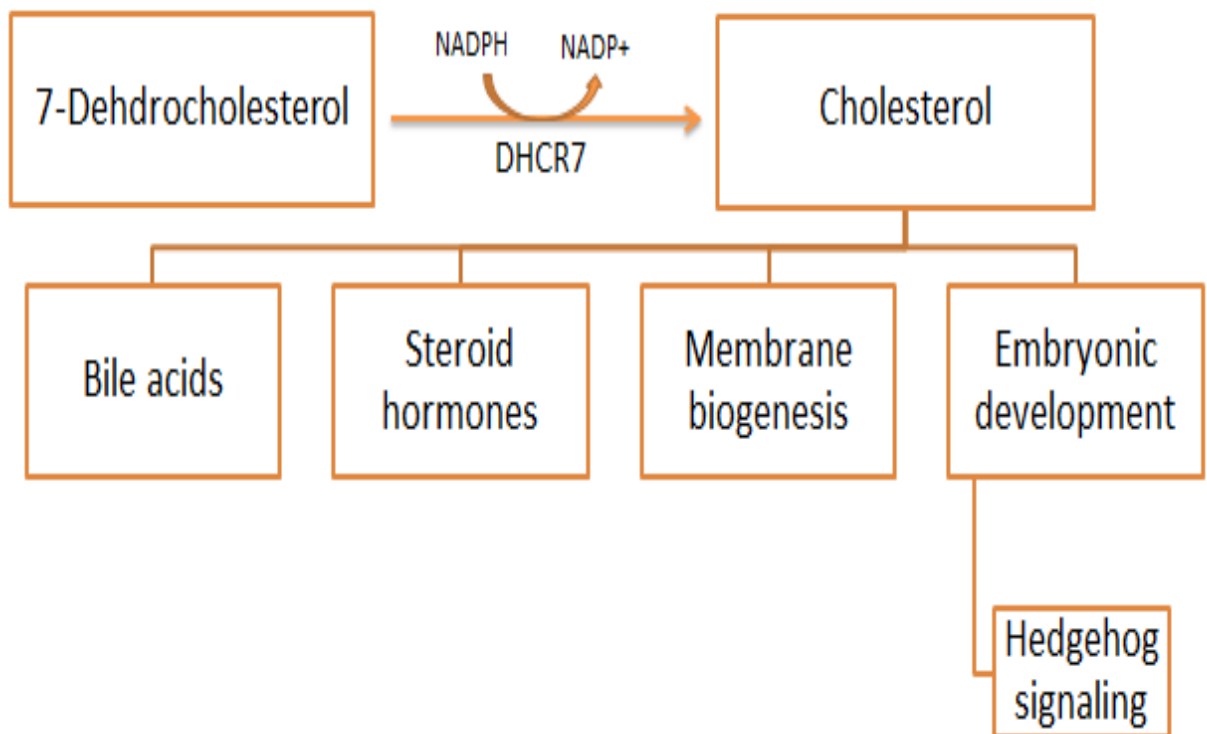 NADPH NADP+
7-Dehdrocholesterol
Cholesterol
DHCR7
Bile acids
Steroid
hormones
Membrane
biogenesis
Embryonic
development
Hedgehog
signaling